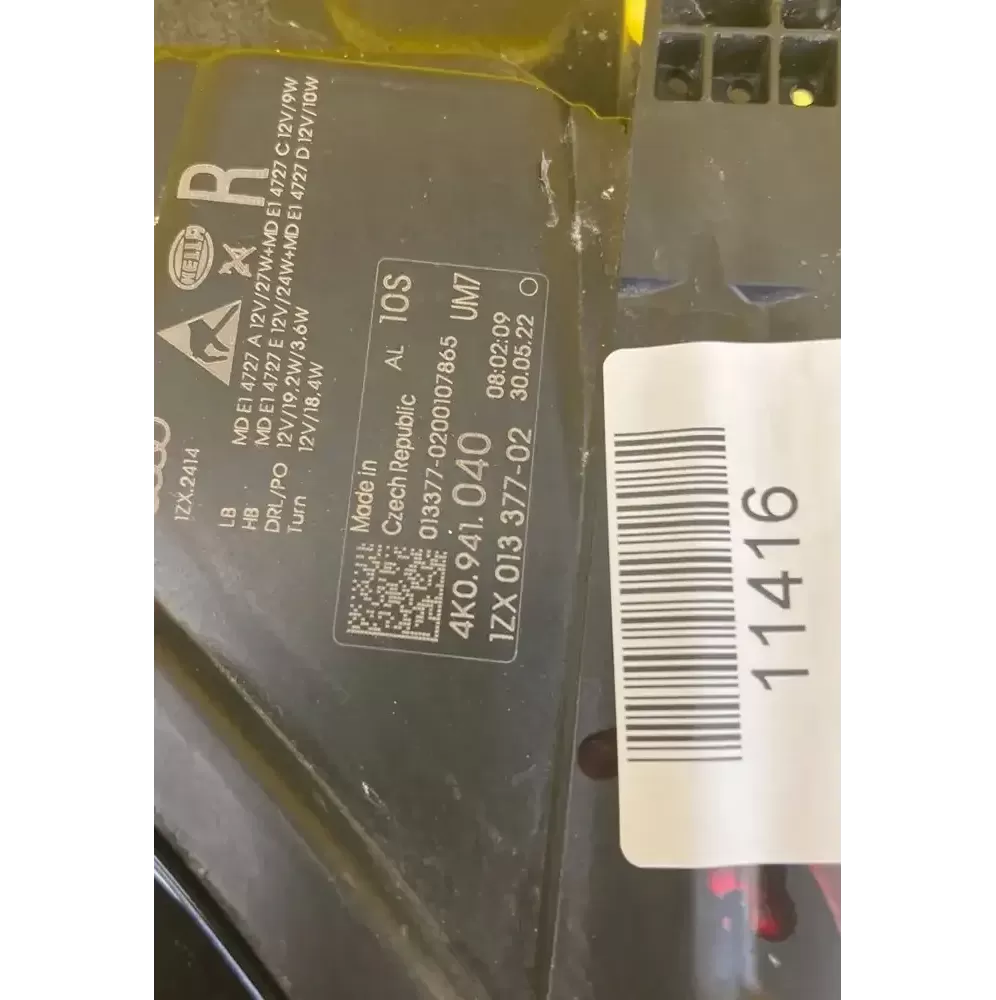 HELLA
R
1ZX.2414
LB MD E1 4727 A 12V/27W+MD E1 4727 C 12V/9W
HB MD E1 4727 E 12V/24W+MD E1 4727 D 12V/10W
DRL/PO 12V/19,2W/3,6W
Turn 12V/18,4W
Made in
Czech Republic AL 10S
013377-0200107865 UM7
4K0.941.040 08:02:09
1ZX 013 377-02 30.05.22
11416